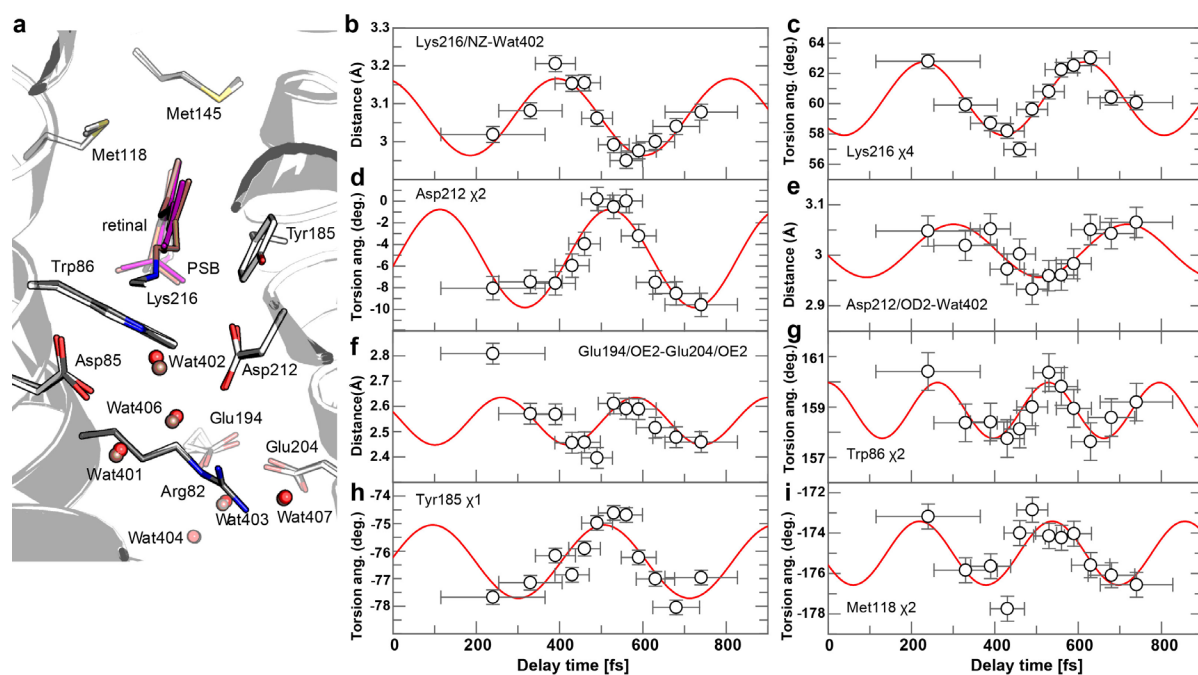 a
Met145
Met118
retinal
Tyr185
Trp86
PSB
Lys216
Asp85
Wat402
Asp212
Wat406
Glu194
Glu204
Wat401
Arg82
Wat403
Wat407
Wat404
b
Lys216/NZ-Wat402
Distance (Å)
3.3
3.2
3.1
3
c
Lys216 χ4
Torsion ang. (deg.)
64
62
60
58
56
d
Asp212 χ2
Torsion ang. (deg.)
0
-2
-4
-6
-8
-10
e
Asp212/OD2-Wat402
Distance (Å)
3.1
3
2.9
f
Glu194/OE2-Glu204/OE2
Distance(Å)
2.8
2.7
2.6
2.5
2.4
g
Trp86 χ2
Torsion ang. (deg.)
161
159
157
h
Tyr185 χ1
Torsion ang. (deg.)
-74
-75
-76
-77
-78
0 200 400 600 800
Delay time [fs]
i
Met118 χ2
Torsion ang. (deg.)
-172
-174
-176
-178
0 200 400 600 800
Delay time [fs]